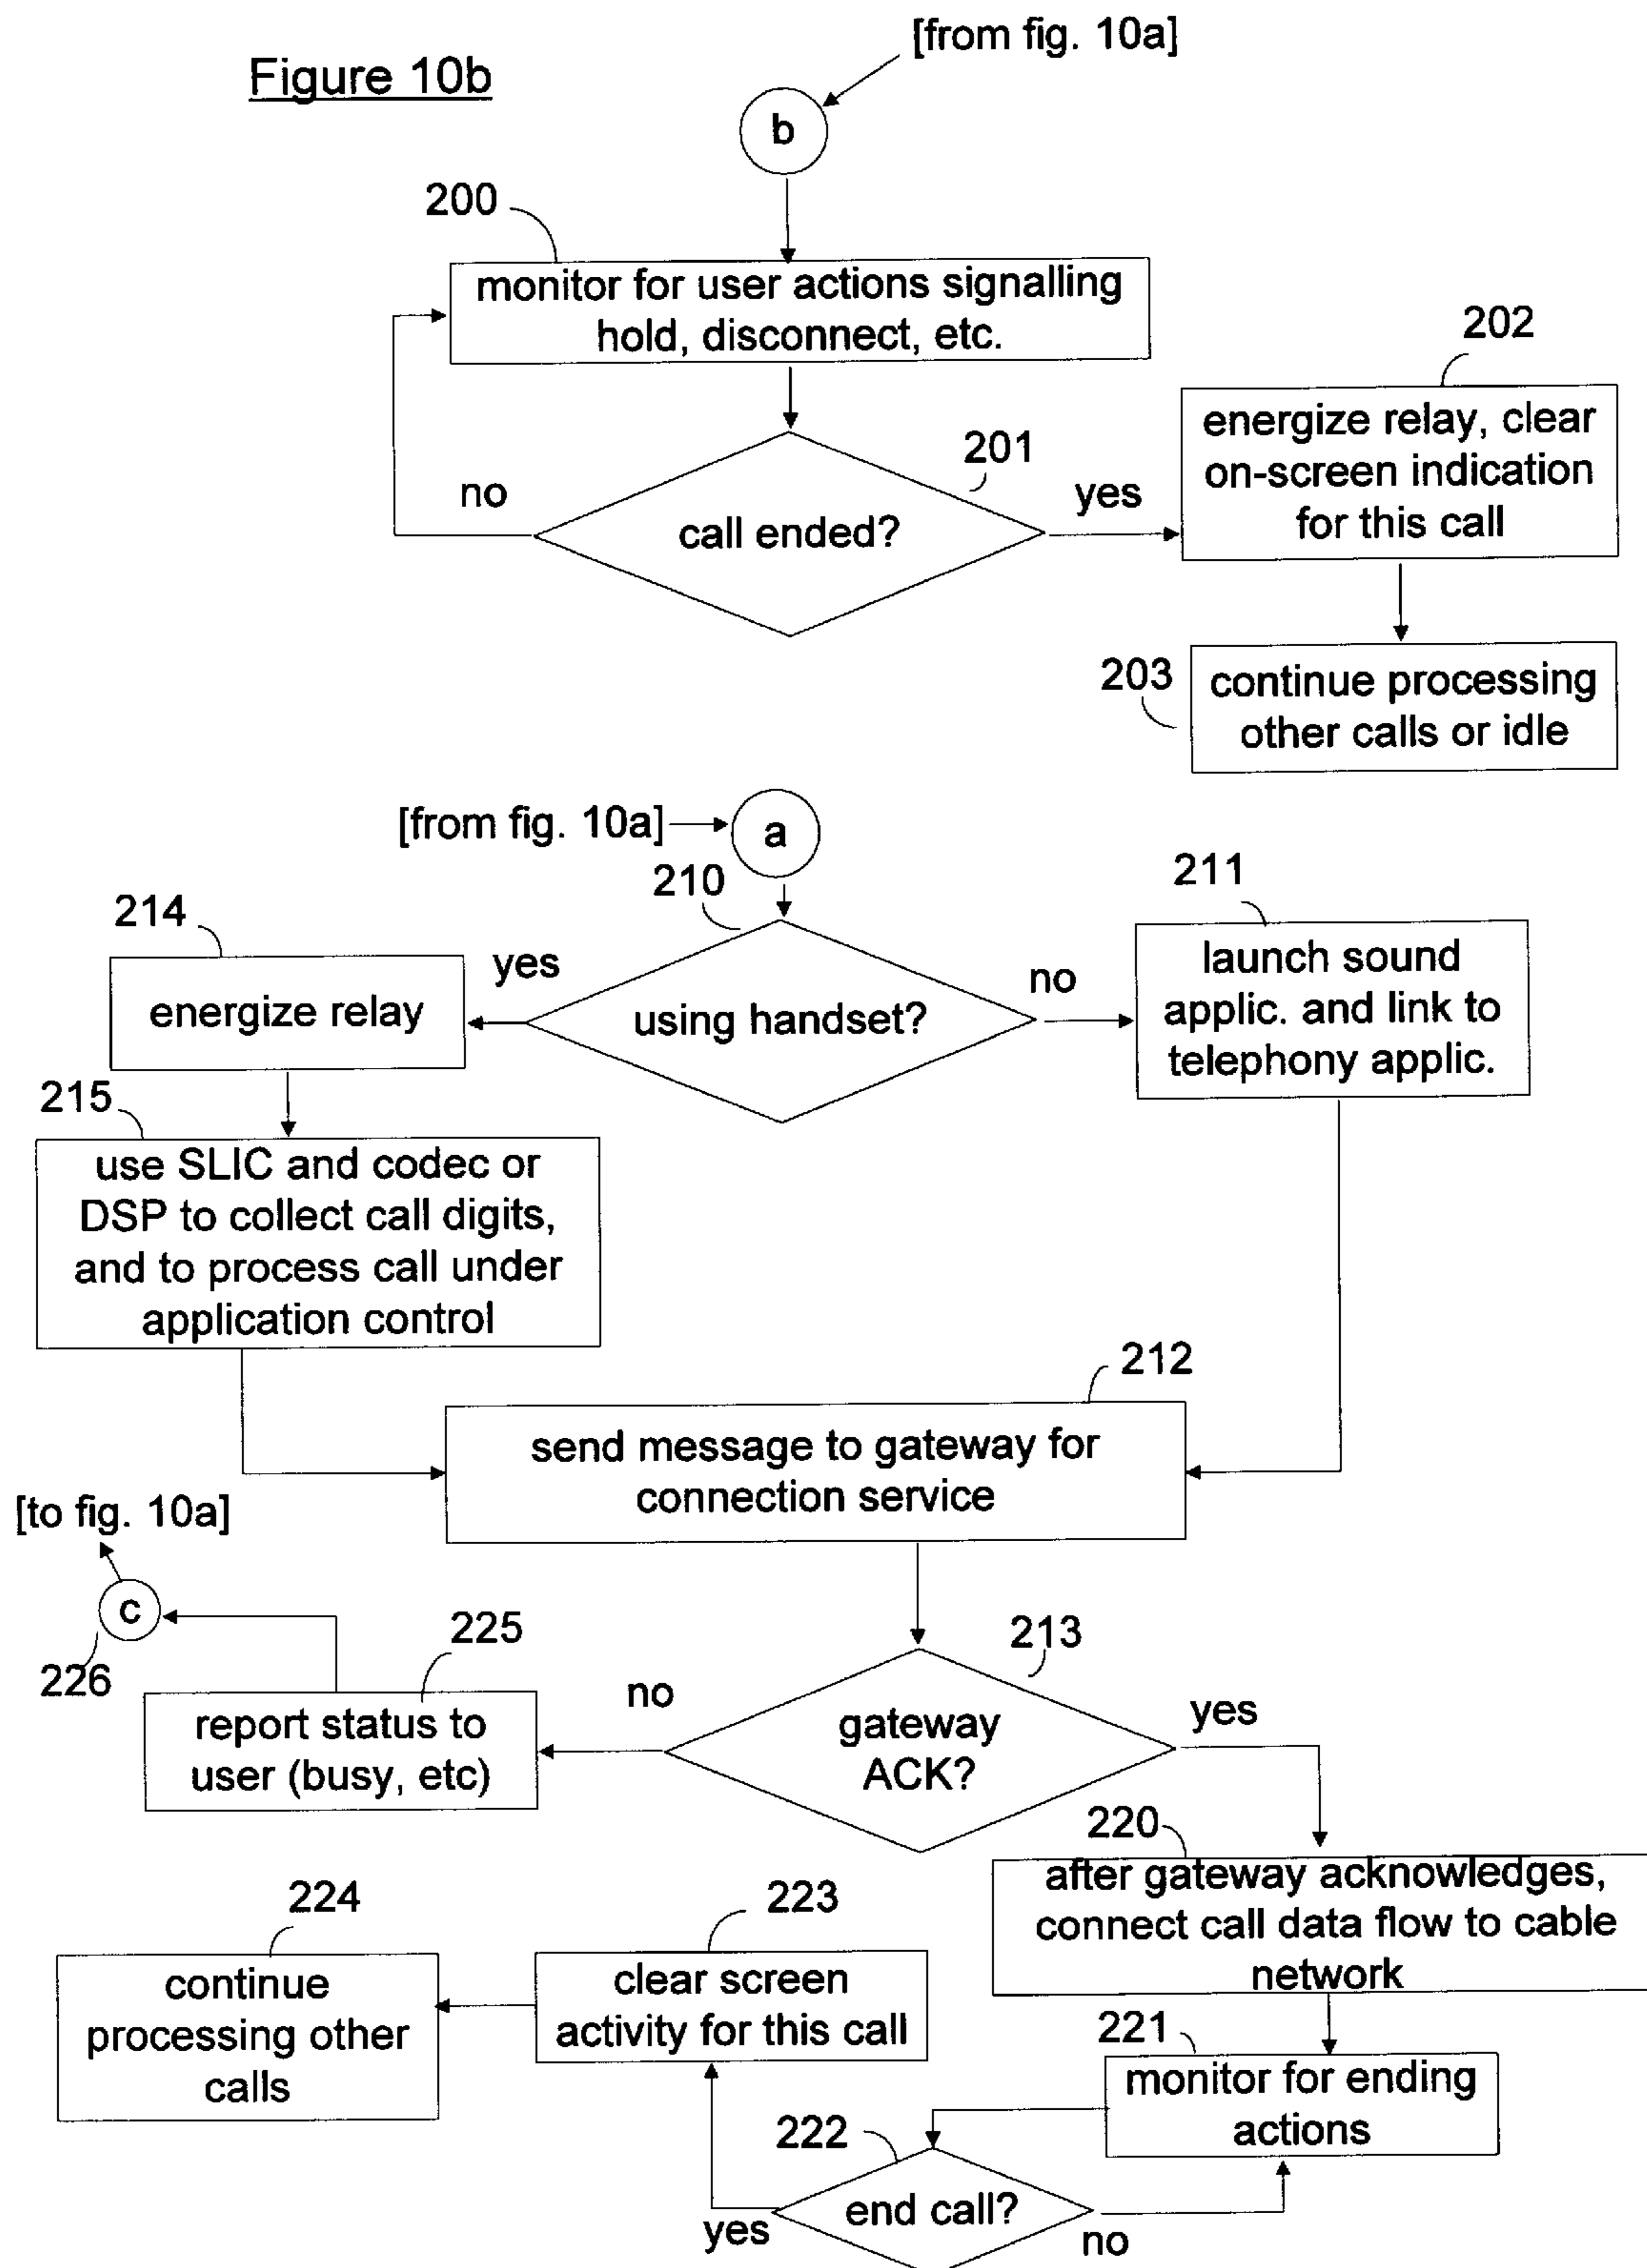 [from fig. 10a]
Figure 10b
b
200
monitor for user actions signalling
hold, disconnect, etc.
202
energize relay, clear
on-screen indication
for this call
201
no
yes
call ended?
203
continue processing
other calls or idle
[from fig. 10a]
a
210
211
214
yes
no
launch sound
applic. and link to
telephony applic.
energize relay
using handset?
215
use SLIC and codec or
DSP to collect call digits,
and to process call under
application control
212
send message to gateway for
connection service
[to fig. 10a]
c
226
225
213
no
yes
report status to
user (busy, etc)
gateway
ACK?
220
after gateway acknowledges,
connect call data flow to cable
network
224
223
continue
processing other
calls
clear screen
activity for this call
221
monitor for ending
actions
222
end call?
yes
no